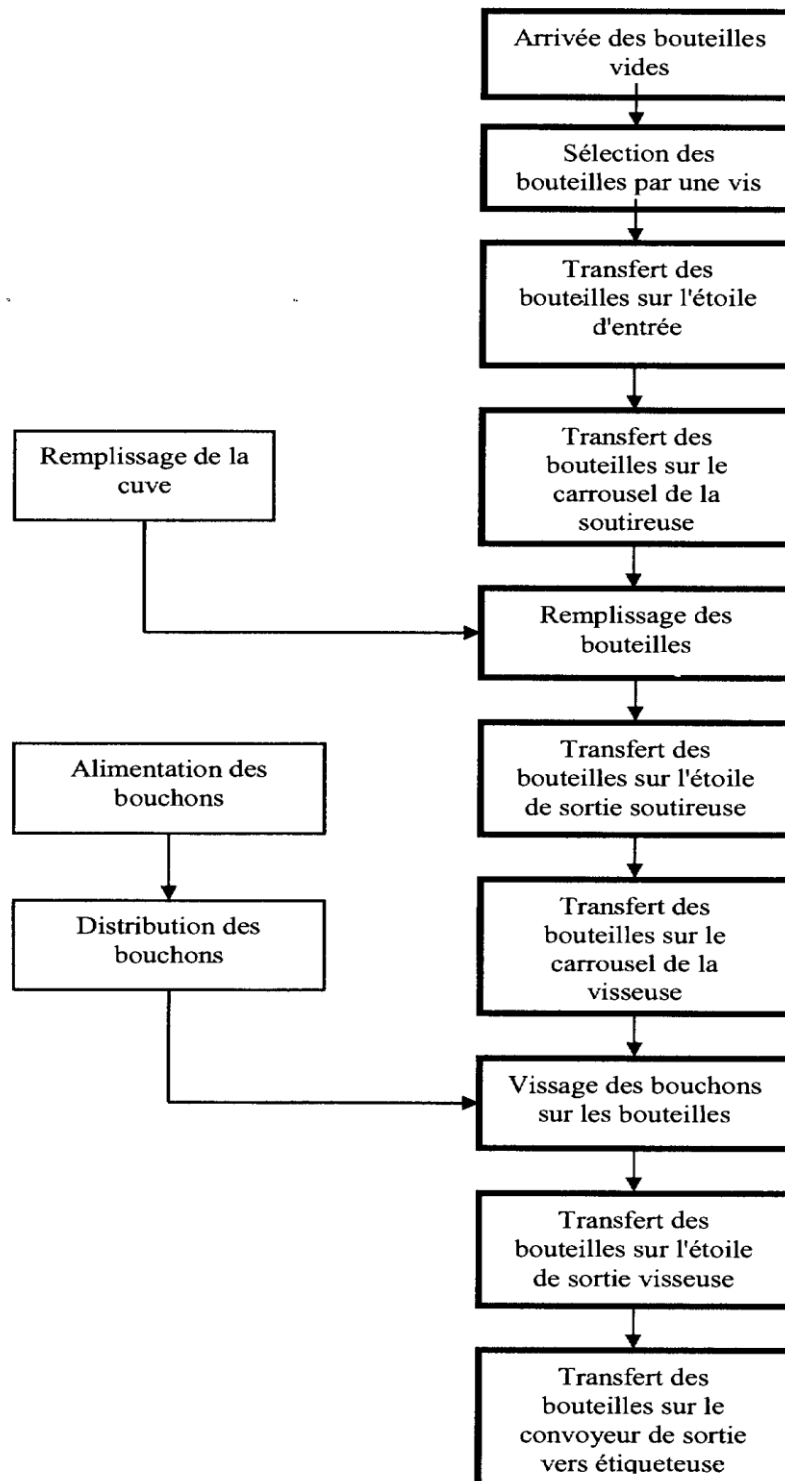 Arrivée des bouteilles
vides
Sélection des
bouteilles par une vis
Transfert des
bouteilles sur l'étoile
d'entrée
Transfert des
bouteilles sur le
carrousel de la
soutireuse
Remplissage de la
cuve
Remplissage des
bouteilles
Transfert des
bouteilles sur l'étoile
de sortie soutireuse
Alimentation des
bouchons
Distribution des
bouchons
Transfert des
bouteilles sur le
carrousel de la
visseuse
Vissage des bouchons
sur les bouteilles
Transfert des
bouteilles sur l'étoile
de sortie visseuse
Transfert des
bouteilles sur le
convoyeur de sortie
vers étiqueteuse